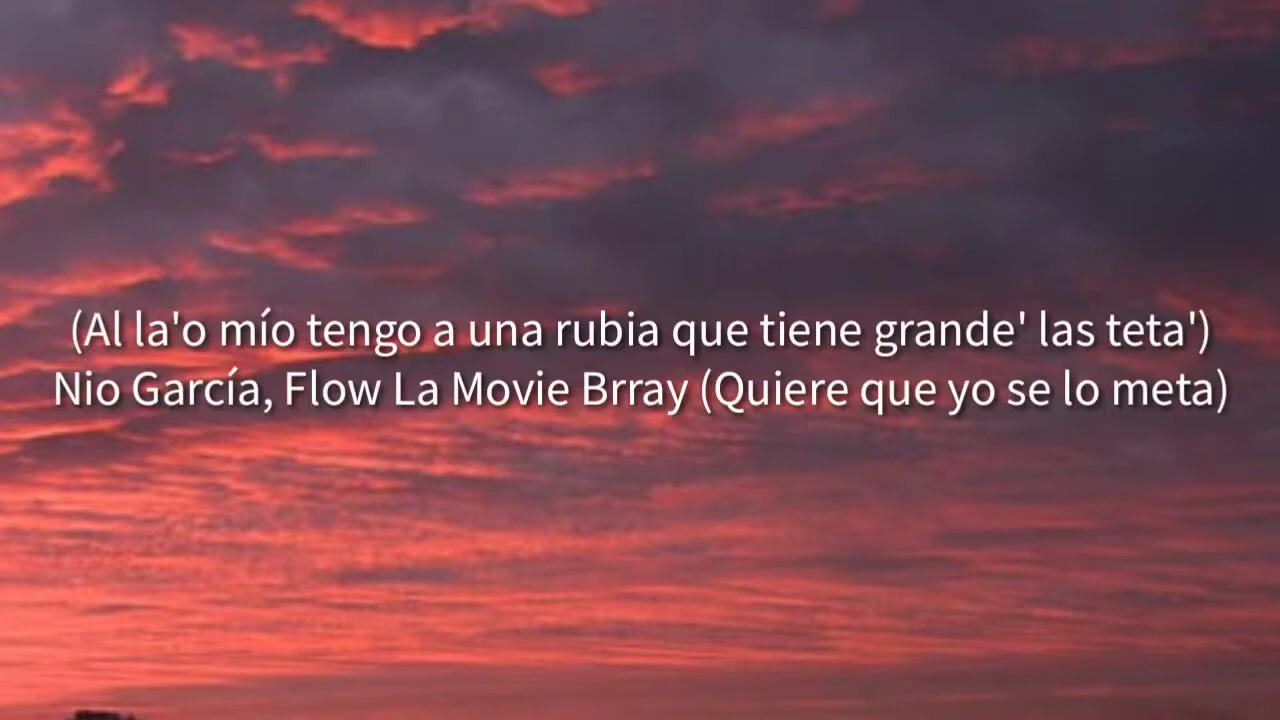 (Al la'o mío tengo a una rubia que tiene grande' las teta')
Nio García, Flow La Movie Brray (Quiere que yo se lo meta)